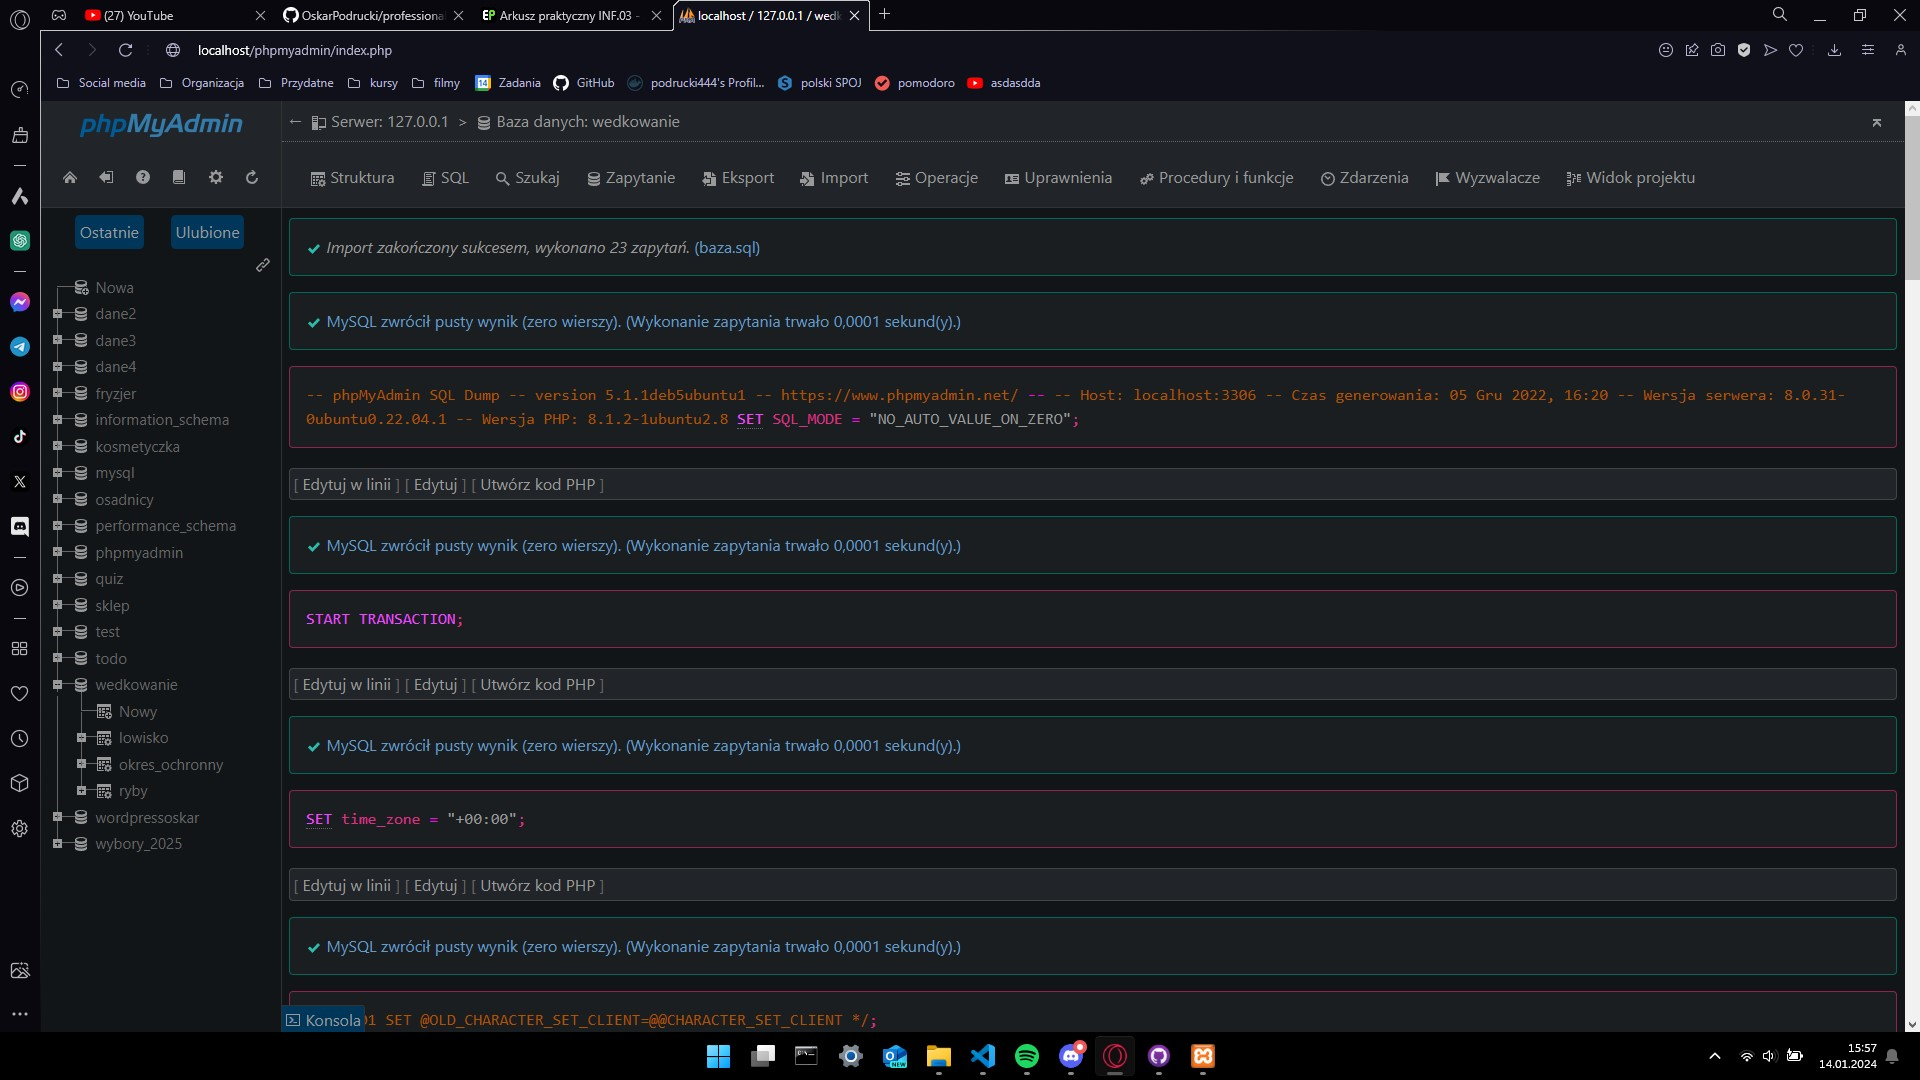 (27) YouTube
OskarPodrucki/professiona
Arkusz praktyczny INF.03 -
localhost / 127.0.0.1 / wedk
localhost/phpmyadmin/index.php
Social media
Organizacja
Przydatne
kursy
filmy
14
Zadania
GitHub
podrucki444's Profil...
polski SPOJ
pomodoro
asdasdda
phpMyAdmin
Serwer: 127.0.0.1 > Baza danych: wedkowanie
Struktura
SQL
Szukaj
Zapytanie
Eksport
Import
Operacje
Uprawnienia
Procedury i funkcje
Zdarzenia
Wyzwalacze
Widok projektu
Ostatnie
Ulubione
Nowa
dane2
dane3
dane4
fryzjer
information_schema
kosmetyczka
mysql
osadnicy
performance_schema
phpmyadmin
quiz
sklep
test
todo
wedkowanie
Nowy
lowisko
okres_ochronny
ryby
wordpressoskar
wybory_2025
Import zakończony sukcesem, wykonano 23 zapytań. (baza.sql)
MySQL zwrócił pusty wynik (zero wierszy). (Wykonanie zapytania trwało 0,0001 sekund(y).)
-- phpMyAdmin SQL Dump -- version 5.1.1deb5ubuntu1 -- https://www.phpmyadmin.net/ -- -- Host: localhost:3306 -- Czas generowania: 05 Gru 2022, 16:20 -- Wersja serwera: 8.0.31-
0ubuntu0.22.04.1 -- Wersja PHP: 8.1.2-1ubuntu2.8 SET SQL_MODE = "NO_AUTO_VALUE_ON_ZERO";
[ Edytuj w linii ] [ Edytuj ] [ Utwórz kod PHP ]
MySQL zwrócił pusty wynik (zero wierszy). (Wykonanie zapytania trwało 0,0001 sekund(y).)
START TRANSACTION;
[ Edytuj w linii ] [ Edytuj ] [ Utwórz kod PHP ]
MySQL zwrócił pusty wynik (zero wierszy). (Wykonanie zapytania trwało 0,0001 sekund(y).)
SET time_zone = "+00:00";
[ Edytuj w linii ] [ Edytuj ] [ Utwórz kod PHP ]
MySQL zwrócił pusty wynik (zero wierszy). (Wykonanie zapytania trwało 0,0001 sekund(y).)
Konsola
01 SET @OLD_CHARACTER_SET_CLIENT=@@CHARACTER_SET_CLIENT */;
15:57
14.01.2024